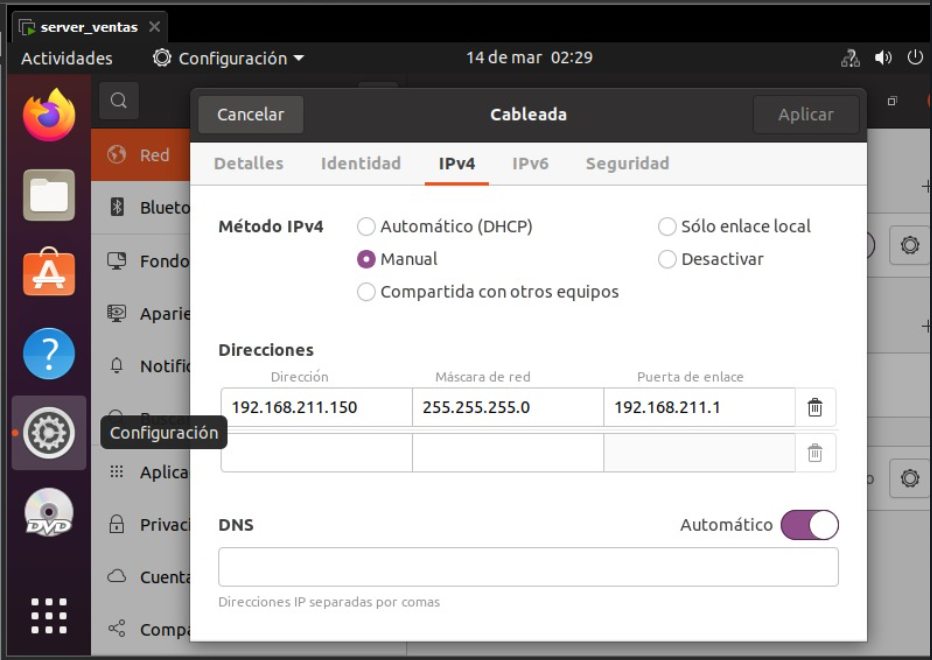 server_ventas
Actividades Configuración 14 de mar 02:29
Cancelar Cableada Aplicar
Detalles Identidad IPv4 IPv6 Seguridad
Red
Blueto
Fondo
Aparie
Notific
Aplica
Privaci
Cuenta
Compa
Configuración
Método IPv4 Automático (DHCP) Sólo enlace local
Manual Desactivar
Compartida con otros equipos
Direcciones
Dirección Máscara de red Puerta de enlace
192.168.211.150 255.255.255.0 192.168.211.1
DNS Automático
Direcciones IP separadas por comas
DVD